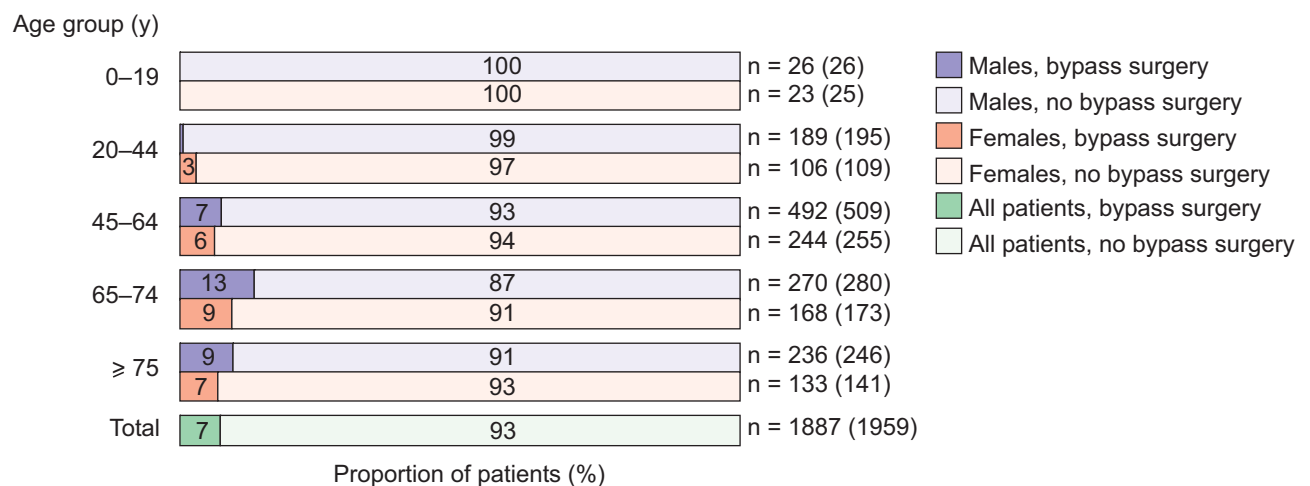 Age group (y)
0–19
100
n = 26 (26)
100
n = 23 (25)
20–44
99
n = 189 (195)
3
97
n = 106 (109)
45–64
7
93
n = 492 (509)
6
94
n = 244 (255)
65–74
13
87
n = 270 (280)
9
91
n = 168 (173)
⩾ 75
9
91
n = 236 (246)
7
93
n = 133 (141)
Total
7
93
n = 1887 (1959)
Proportion of patients (%)
Males, bypass surgery
Males, no bypass surgery
Females, bypass surgery
Females, no bypass surgery
All patients, bypass surgery
All patients, no bypass surgery